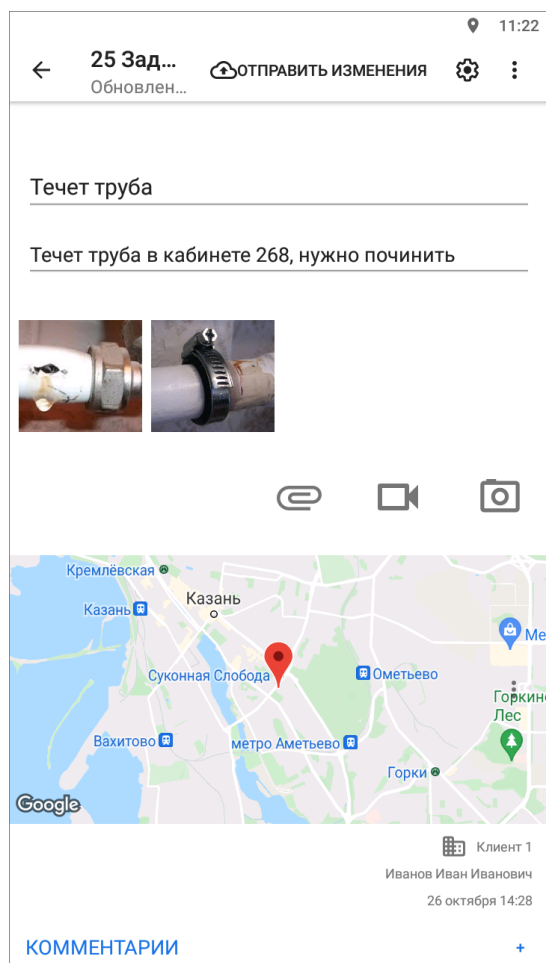 11:22
25 Зад...
Обновлен...
ОТПРАВИТЬ ИЗМЕНЕНИЯ
Течет труба
Течет труба в кабинете 268, нужно починить
Кремлёвская
Казань
Казань
Ме
Суконная Слобода
Ометьево
Горкин
Лес
Вахитово
метро Аметьево
Горки
Google
Клиент 1
Иванов Иван Иванович
26 октября 14:28
КОММЕНТАРИИ +